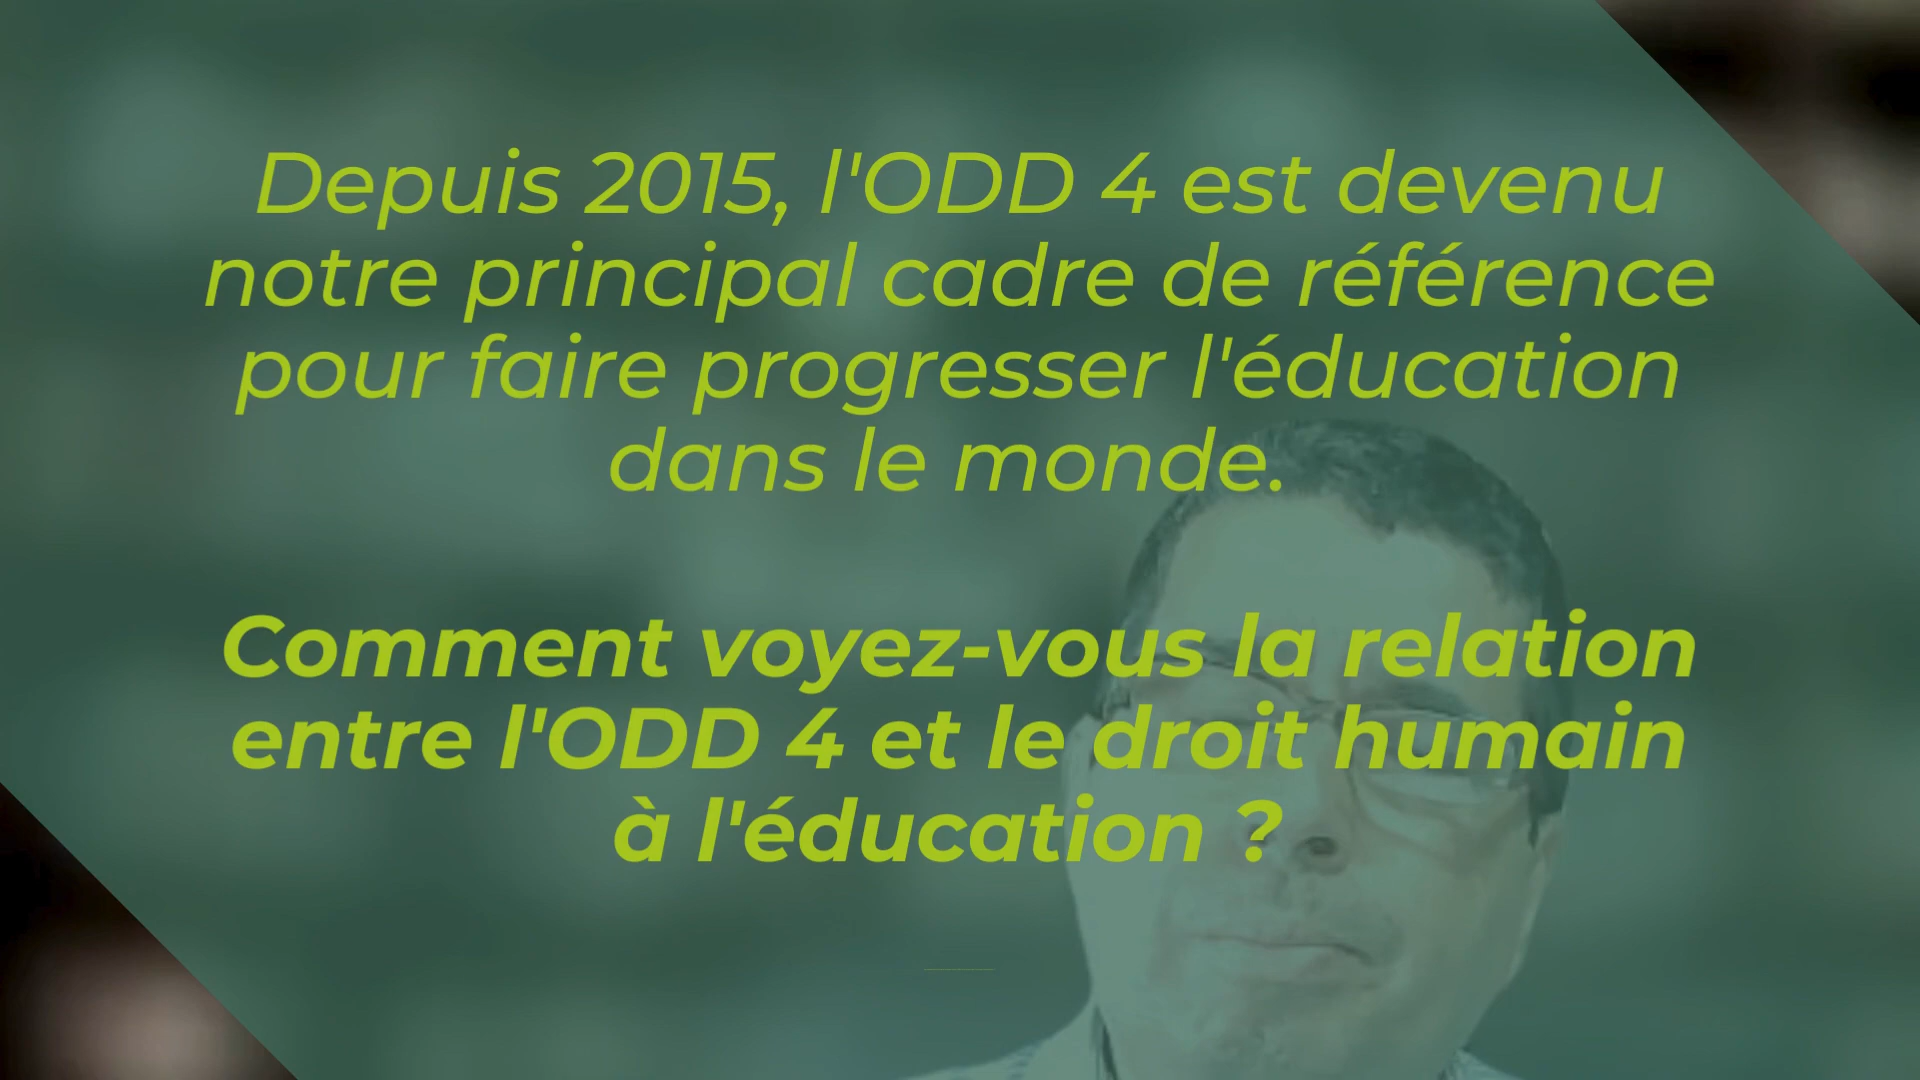 Depuis 2015, l'ODD 4 est devenu
notre principal cadre de référence
pour faire progresser l'éducation
dans le monde.
Comment voyez-vous la relation
entre l'ODD 4 et le droit humain
à l'éducation ?